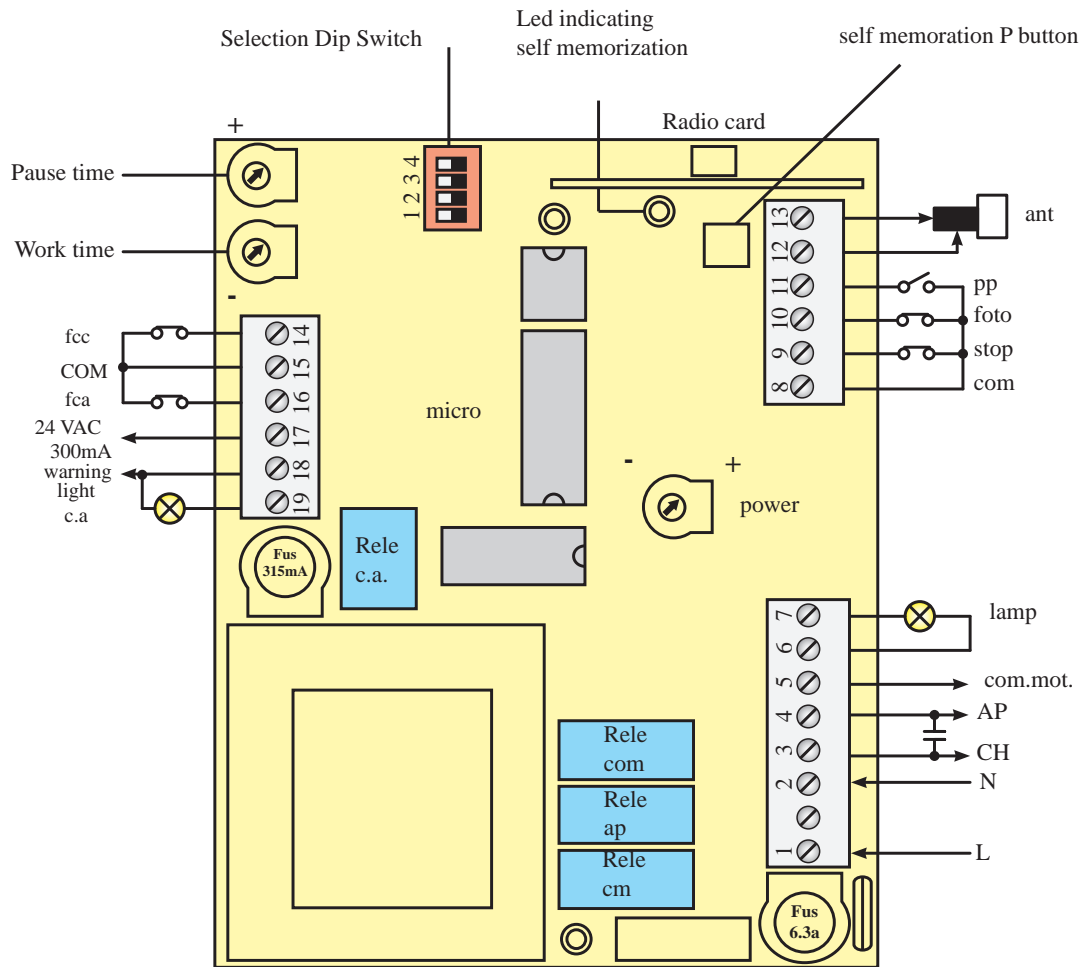 Led indicating
self memorization
Selection Dip Switch
self memoration P button
Radio card
+
Pause time
1 2 3 4
Work time
-
13
12
11
10
9
8
ant
pp
foto
stop
com
fcc
COM
fca
24 VAC
300mA
warning
light
c.a
14
15
16
17
18
19
micro
-
+
power
Fus
315mA
Rele
c.a.
7
6
5
4
3
2
1
lamp
com.mot.
AP
CH
N
L
Rele
com
Rele
ap
Rele
cm
Fus
6.3a